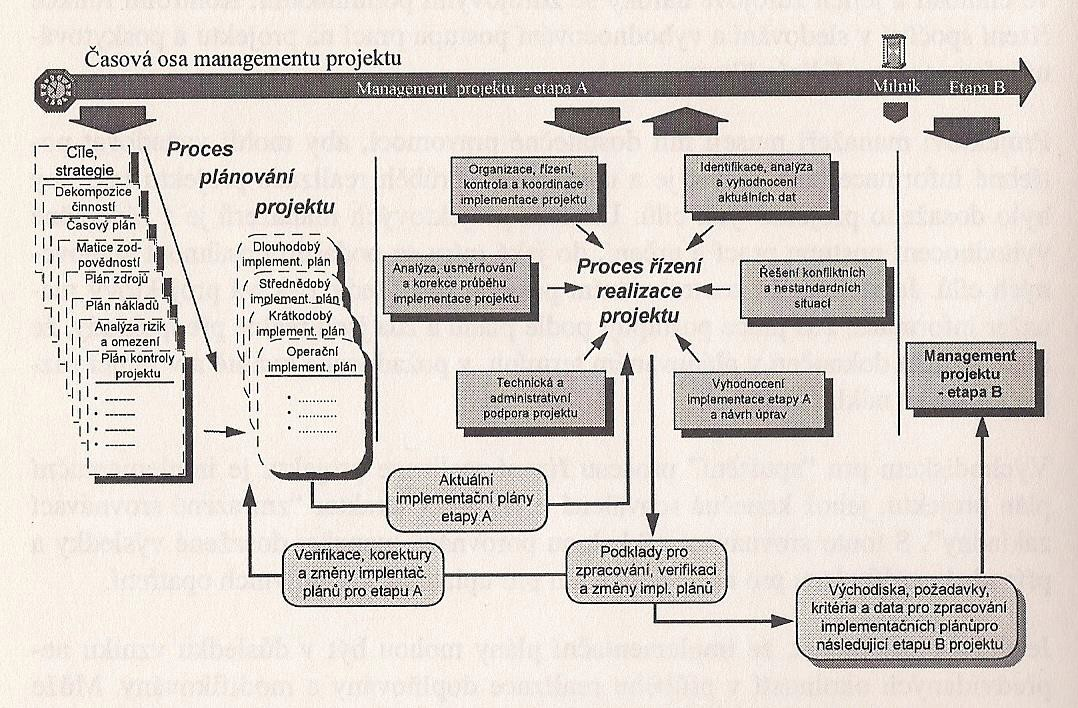 Časová osa managementu projektu
Management projektu - etapa A
Milník
Etapa B
Cíle,
strategie
Dekompozice
činností
Časový plán
Matice zod-
povědností
Plán zdrojů
Plán nákladů
Analýza rizik
a omezení
Plán kontroly
projektu
Proces
plánování
projektu
Dlouhodobý
implement. plán
Střednědobý
implement. plán
Krátkodobý
implement. plán
Operační
implement. plán
Organizace, řízení,
kontrola a koordinace
implementace projektu
Identifikace, analýza
a vyhodnocení
aktuálních dat
Analýza, usměrňování
a korekce průběhu
implementace projektu
Proces řízení
realizace
projektu
Řešení konfliktních
a nestandardních
situací
Technická a
administrativní
podpora projektu
Vyhodnocení
implementace etapy A
a návrh úprav
Management
projektu
- etapa B
Aktuální
implementační plány
etapy A
Verifikace, korektury
a změny implentač.
plánů pro etapu A
Podklady pro
zpracování, verifikaci
a změny impl. plánů
Východiska, požadavky,
kritéria a data pro zpracování
implementačních plánůpro
následující etapu B projektu